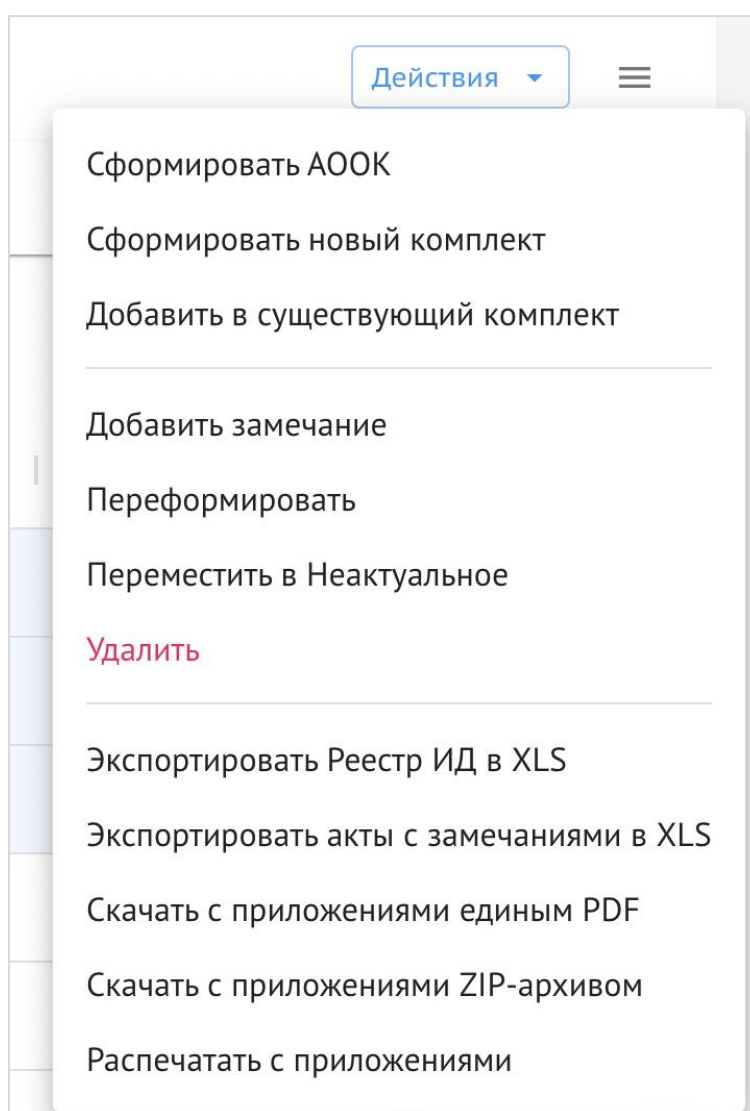 Действия
Сформировать АООК
Сформировать новый комплект
Добавить в существующий комплект
Добавить замечание
Переформировать
Переместить в Неактуальное
Удалить
Экспортировать Реестр ИД в XLS
Экспортировать акты с замечаниями в XLS
Скачать с приложениями единым PDF
Скачать с приложениями ZIP-архивом
Распечатать с приложениями